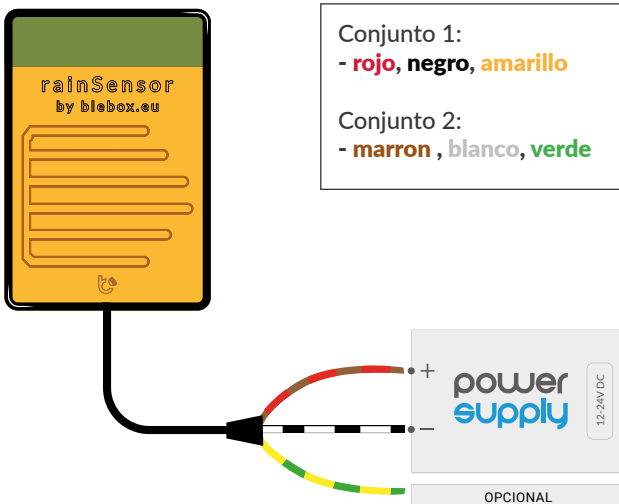 rainSensor
by blebox.eu
Conjunto 1:
- rojo, negro, amarillo
Conjunto 2:
- marron , blanco, verde
+
power
supply
12-24V DC
–
OPCIONAL